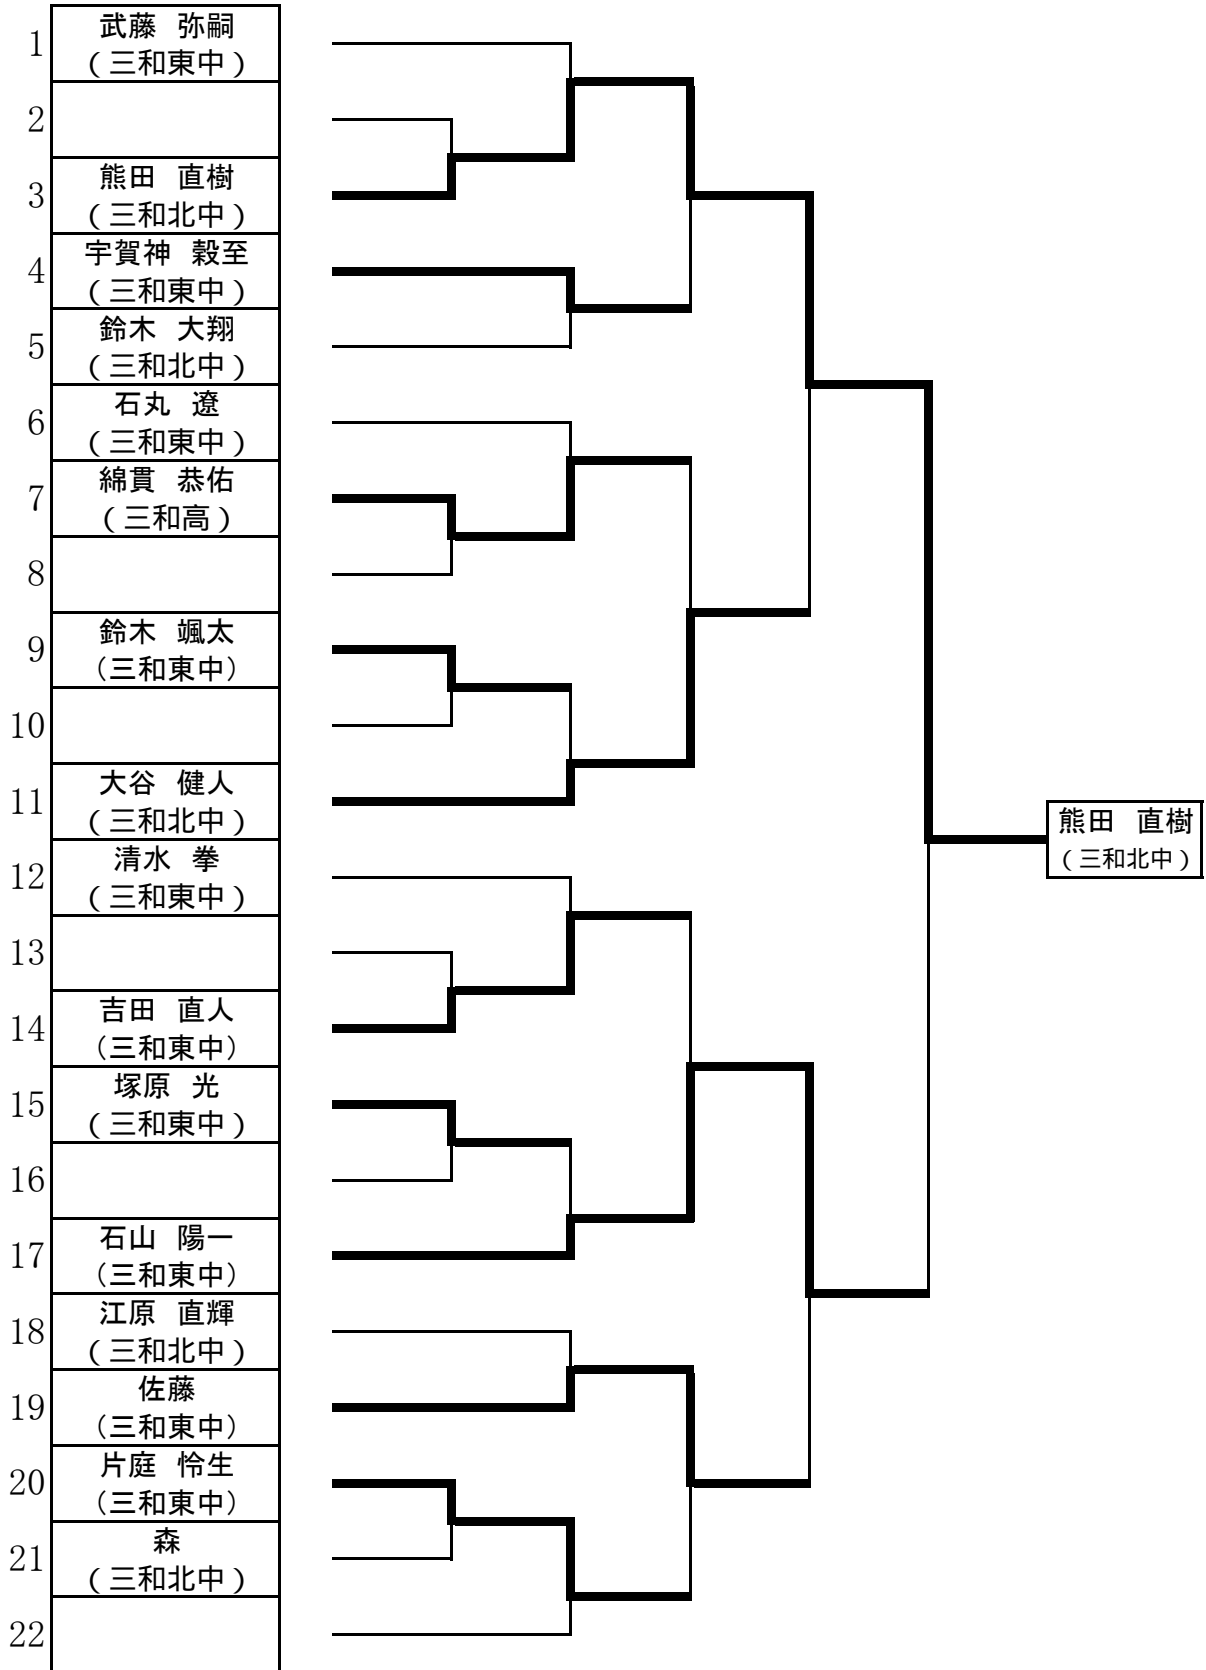 1
武藤 弥嗣
(三和東中)
2
3
熊田 直樹
(三和北中)
4
宇賀神 穀至
(三和東中)
5
鈴木 大翔
(三和北中)
6
石丸 遼
(三和東中)
7
綿貫 恭佑
(三和高)
8
9
鈴木 颯太
(三和東中)
10
11
大谷 健人
(三和北中)
12
清水 拳
(三和東中)
13
14
吉田 直人
(三和東中)
15
塚原 光
(三和東中)
16
17
石山 陽一
(三和東中)
18
江原 直輝
(三和北中)
19
佐藤
(三和東中)
20
片庭 怜生
(三和東中)
21
森
(三和北中)
22
熊田 直樹
(三和北中)